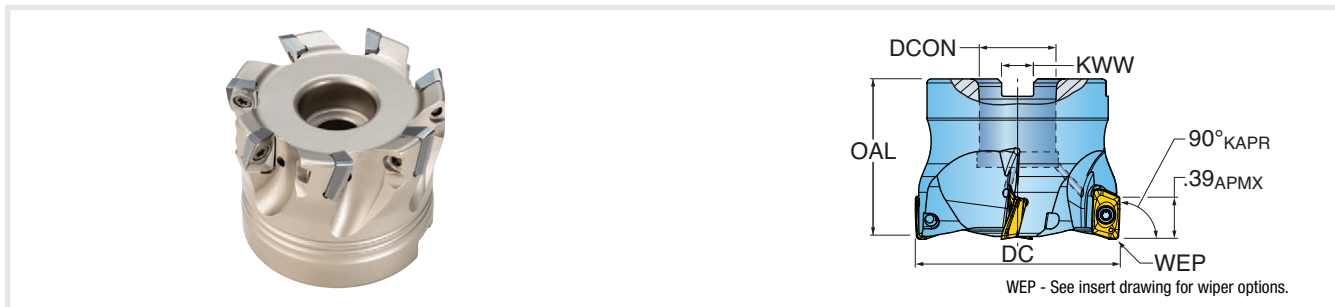 DCON
KWW
OAL
90°KAPR
.39APMX
DC
WEP
WEP - See insert drawing for wiper options.